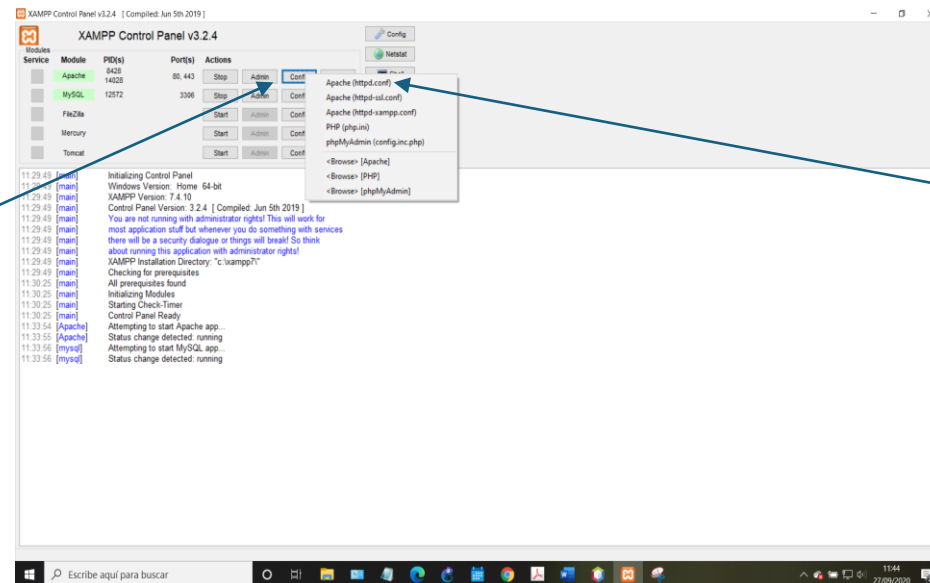 XAMPP Control Panel v3.2.4 [ Compiled: Jun 5th 2019 ]
XAMPP Control Panel v3.2.4
Config
Netstat
Modules
Service Module PID(s) Port(s) Actions
Apache 8428 14028 80, 443 Stop Admin
MySQL 12572 3306 Stop Admin
FileZilla Start Admin
Mercury Start Admin
Tomcat Start Admin
Apache (httpd.conf)
Apache (httpd-ssl.conf)
Apache (httpd-xampp.conf)
PHP (php.ini)
phpMyAdmin (config.inc.php)
<Browse> [Apache]
<Browse> [PHP]
<Browse> [phpMyAdmin]
11:29:49 [main] Initializing Control Panel
11:29:49 [main] Windows Version: Home 64-bit
11:29:49 [main] XAMPP Version: 7.4.10
11:29:49 [main] Control Panel Version: 3.2.4 [ Compiled: Jun 5th 2019 ]
11:29:49 [main] You are not running with administrator rights! This will work for
11:29:49 [main] most application stuff but whenever you do something with services
11:29:49 [main] there will be a security dialogue or things will break! So think
11:29:49 [main] about running this application with administrator rights!
11:29:49 [main] XAMPP Installation Directory: "c:\xampp7\"
11:29:49 [main] Checking for prerequisites
11:30:25 [main] All prerequisites found
11:30:25 [main] Initializing Modules
11:30:25 [main] Starting Check-Timer
11:30:25 [main] Control Panel Ready
11:33:54 [Apache] Attempting to start Apache app...
11:33:55 [Apache] Status change detected: running
11:33:56 [mysql] Attempting to start MySQL app...
11:33:56 [mysql] Status change detected: running
Escribe aquí para buscar
11:44
27/09/2020